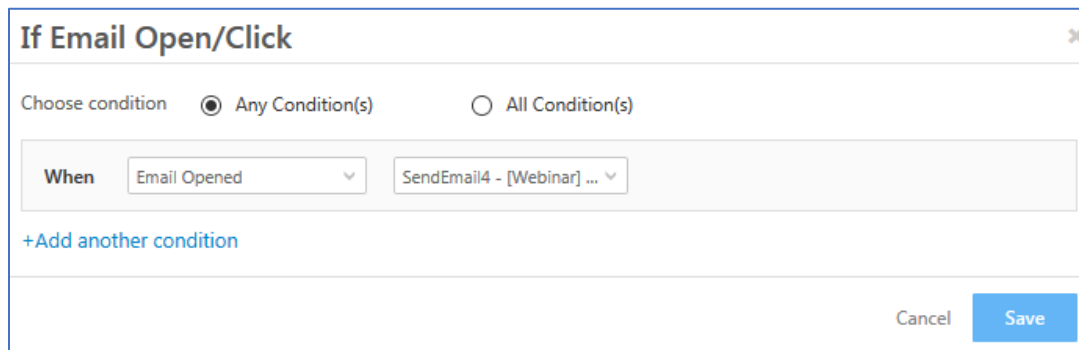 If Email Open/Click
Choose condition Any Condition(s) All Condition(s)
When Email Opened SendEmail4 - [Webinar] ...
+Add another condition
Cancel Save